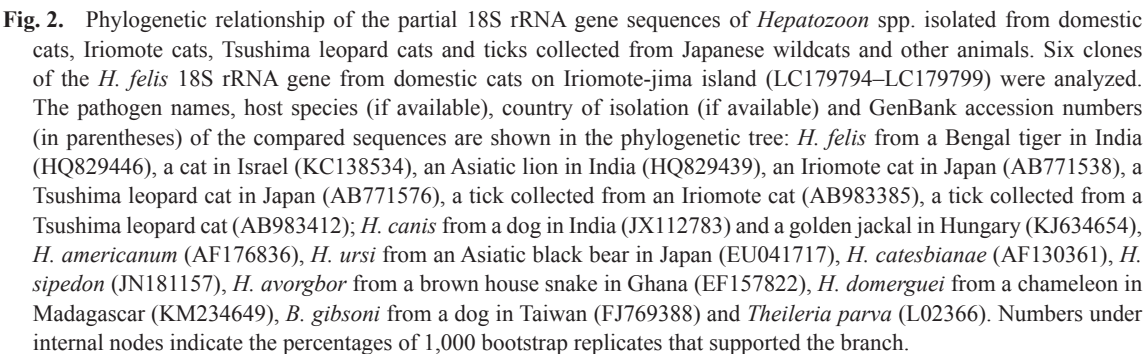 Fig. 2. Phylogenetic relationship of the partial 18S rRNA gene sequences of Hepatozoon spp. isolated from domestic
cats, Iriomote cats, Tsushima leopard cats and ticks collected from Japanese wildcats and other animals. Six clones
of the H. felis 18S rRNA gene from domestic cats on Iriomote-jima island (LC179794–LC179799) were analyzed.
The pathogen names, host species (if available), country of isolation (if available) and GenBank accession numbers
(in parentheses) of the compared sequences are shown in the phylogenetic tree: H. felis from a Bengal tiger in India
(HQ829446), a cat in Israel (KC138534), an Asiatic lion in India (HQ829439), an Iriomote cat in Japan (AB771538), a
Tsushima leopard cat in Japan (AB771576), a tick collected from an Iriomote cat (AB983385), a tick collected from a
Tsushima leopard cat (AB983412); H. canis from a dog in India (JX112783) and a golden jackal in Hungary (KJ634654),
H. americanum (AF176836), H. ursi from an Asiatic black bear in Japan (EU041717), H. catesbianae (AF130361), H.
sipedon (JN181157), H. avorgbor from a brown house snake in Ghana (EF157822), H. domerguei from a chameleon in
Madagascar (KM234649), B. gibsoni from a dog in Taiwan (FJ769388) and Theileria parva (L02366). Numbers under
internal nodes indicate the percentages of 1,000 bootstrap replicates that supported the branch.